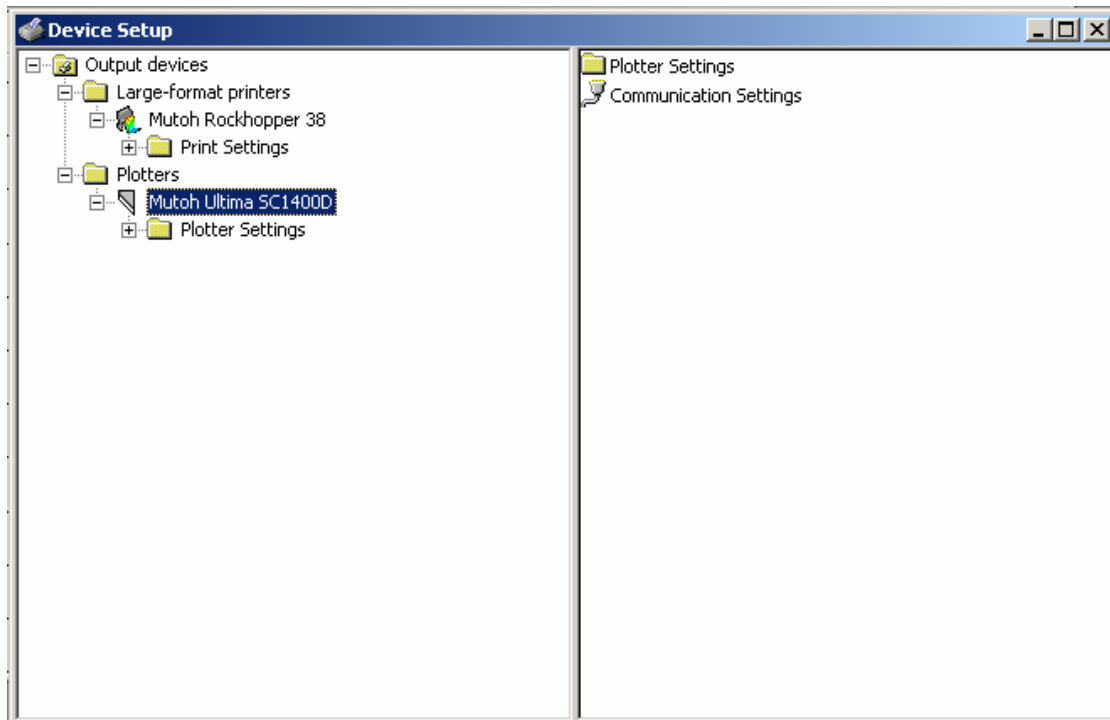 Device Setup
Output devices
Large-format printers
Mutoh Rockhopper 38
Print Settings
Plotters
Mutoh Ultima SC1400D
Plotter Settings
Plotter Settings
Communication Settings